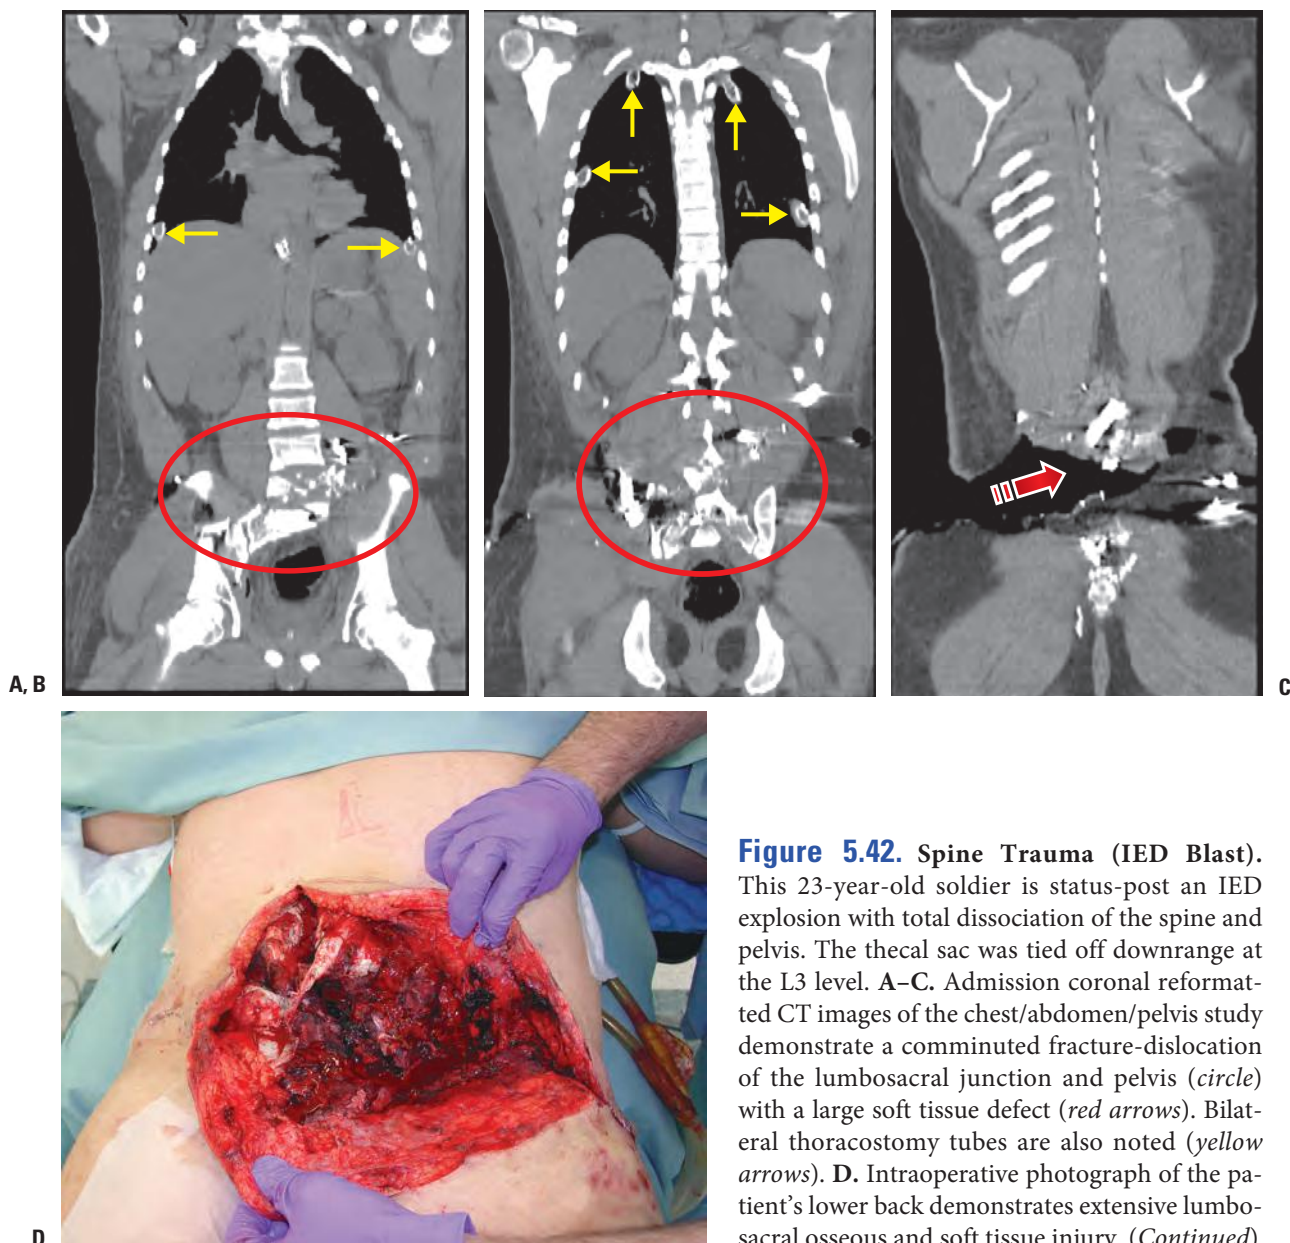 A, B
C
D
Figure 5.42. Spine Trauma (IED Blast).
This 23-year-old soldier is status-post an IED
explosion with total dissociation of the spine and
pelvis. The thecal sac was tied off downrange at
the L3 level. A–C. Admission coronal reformat-
ted CT images of the chest/abdomen/pelvis study
demonstrate a comminuted fracture-dislocation
of the lumbosacral junction and pelvis (circle)
with a large soft tissue defect (red arrows). Bilat-
eral thoracostomy tubes are also noted (yellow
arrows). D. Intraoperative photograph of the pa-
tient's lower back demonstrates extensive lumbo-
sacral osseous and soft tissue injury. (Continued)